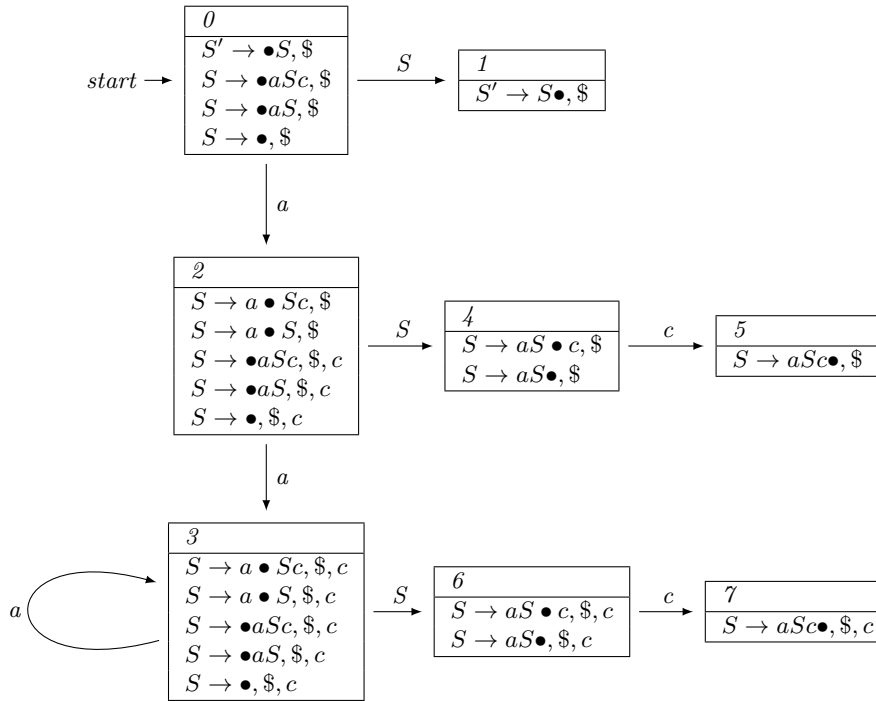 0
S′ → •S, $
S → •aSc, $
S → •aS, $
S → •, $
start
S
1
S′ → S•, $
a
2
S → a • Sc, $
S → a • S, $
S → •aSc, $, c
S → •aS, $, c
S → •, $, c
S
4
S → aS • c, $
S → aS•, $
c
5
S → aSc•, $
a
3
S → a • Sc, $, c
S → a • S, $, c
S → •aSc, $, c
S → •aS, $, c
S → •, $, c
a
S
6
S → aS • c, $, c
S → aS•, $, c
c
7
S → aSc•, $, c